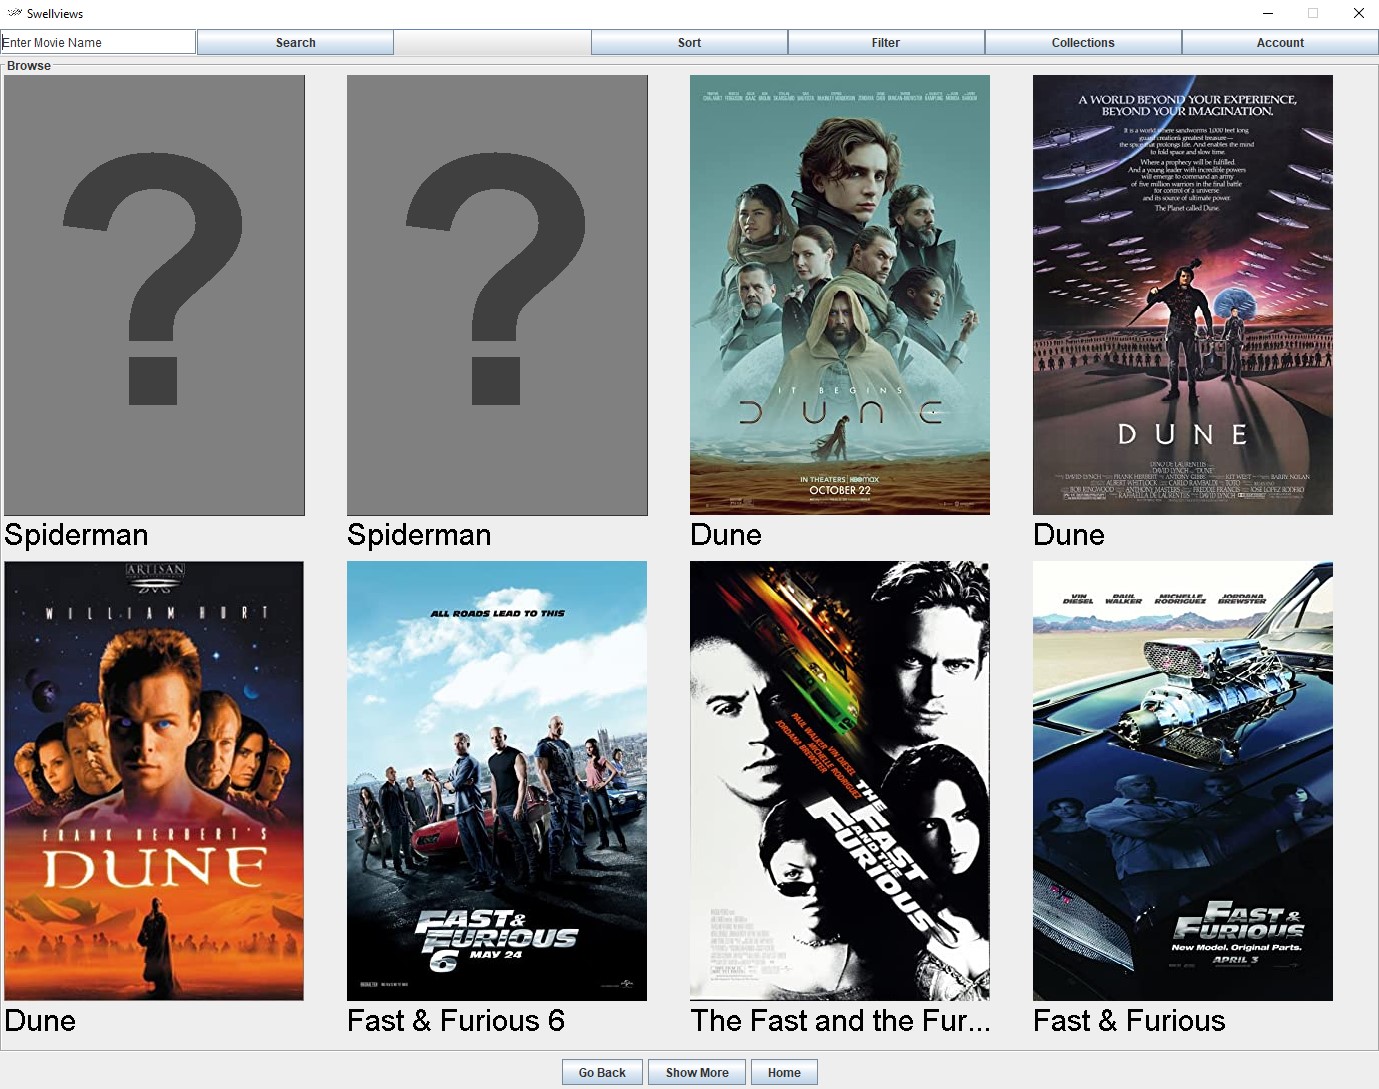 Swellviews
Enter Movie Name
Search
Sort
Filter
Collections
Account
Browse
?
?
IT BEGINS
DUNE
IN THEATERS HBOmax
OCTOBER 22
A WORLD BEYOND YOUR EXPERIENCE,
BEYOND YOUR IMAGINATION.
It is a world where sandworms 1,000 feet long
guard creation's greatest treasure—
the spice that prolongs life. And enables the mind
to fold space and slow time.
Where a prophecy will be fulfilled.
And a young leader with incredible powers
will emerge to command an army
of five million warriors in the final battle
for control of a universe
and its source of ultimate power.
The Planet called Dune.
DUNE
DINO DE LAURENTIIS
Spiderman
Spiderman
Dune
Dune
ARTISAN
WILLIAM HURT
FRANK HERBERT'S
DUNE
ALL ROADS LEAD TO THIS
FAST &
FURIOUS
6 MAY 24
PAUL WALKER VIN DIESEL
MICHELLE RODRIGUEZ
JORDANA BREWSTER
THE
FAST
AND THE
FURIOUS
VIN DIESEL PAUL WALKER MICHELLE RODRIGUEZ JORDANA BREWSTER
FAST &
FURIOUS
New Model. Original Parts.
APRIL 3
Dune
Fast & Furious 6
The Fast and the Fur...
Fast & Furious
Go Back
Show More
Home